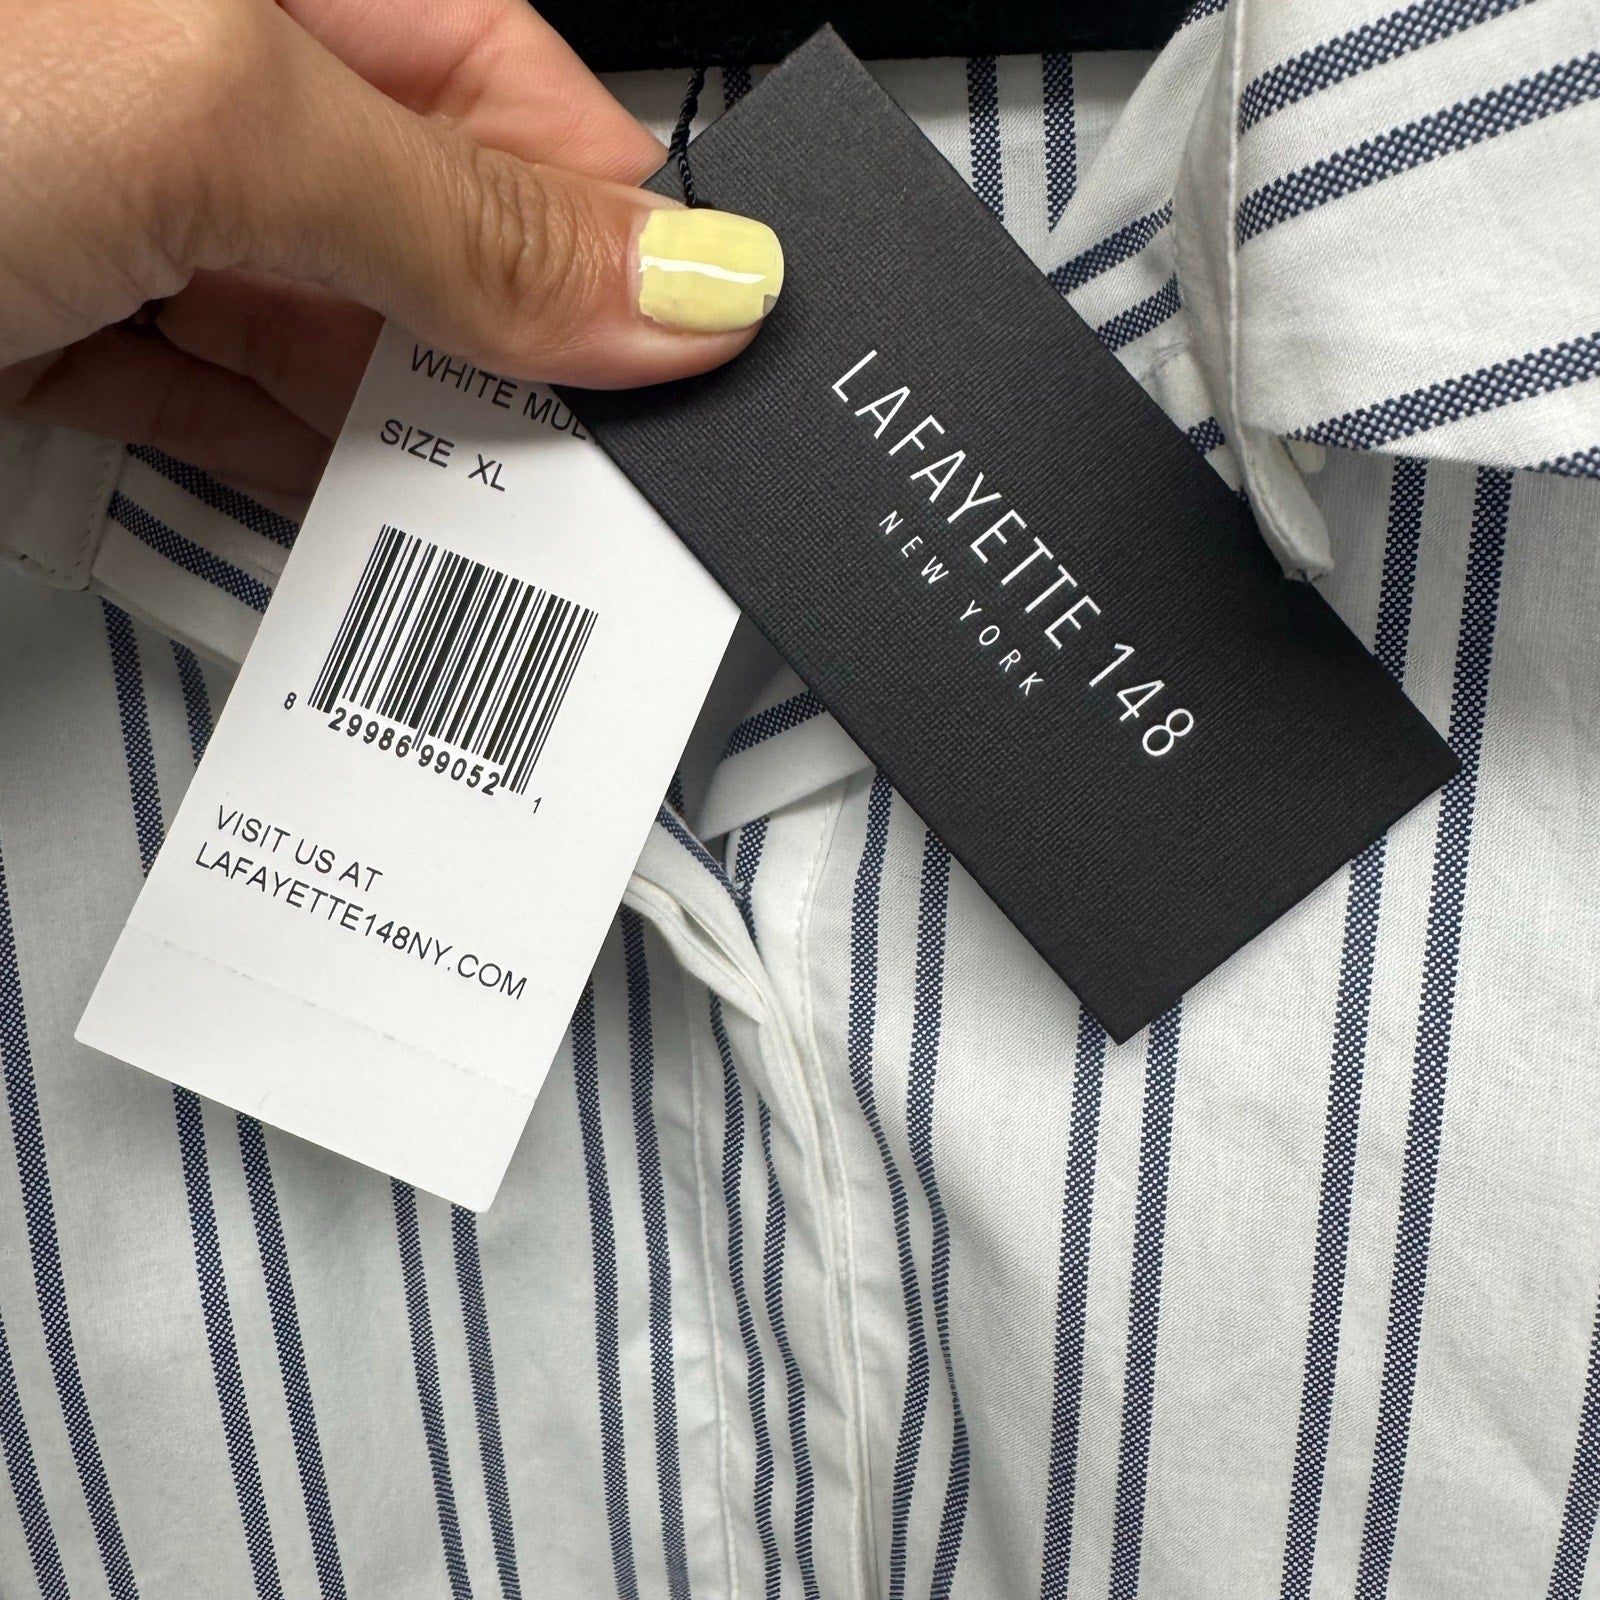 WHITE MUL
SIZE XL
8 29986 99052 1
VISIT US AT
LAFAYETTE148NY.COM
LAFAYETTE 148
NEW YORK